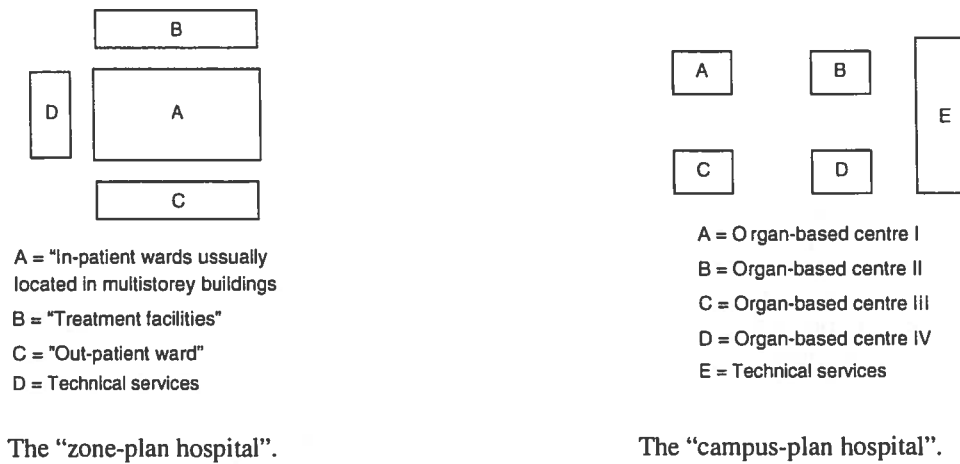 B
D
A
C
A = "In-patient wards ussually
located in multistorey buildings
B = "Treatment facilities"
C = "Out-patient ward"
D = Technical services
The “zone-plan hospital”.
A
B
E
C
D
A = Organ-based centre I
B = Organ-based centre II
C = Organ-based centre III
D = Organ-based centre IV
E = Technical services
The “campus-plan hospital”.